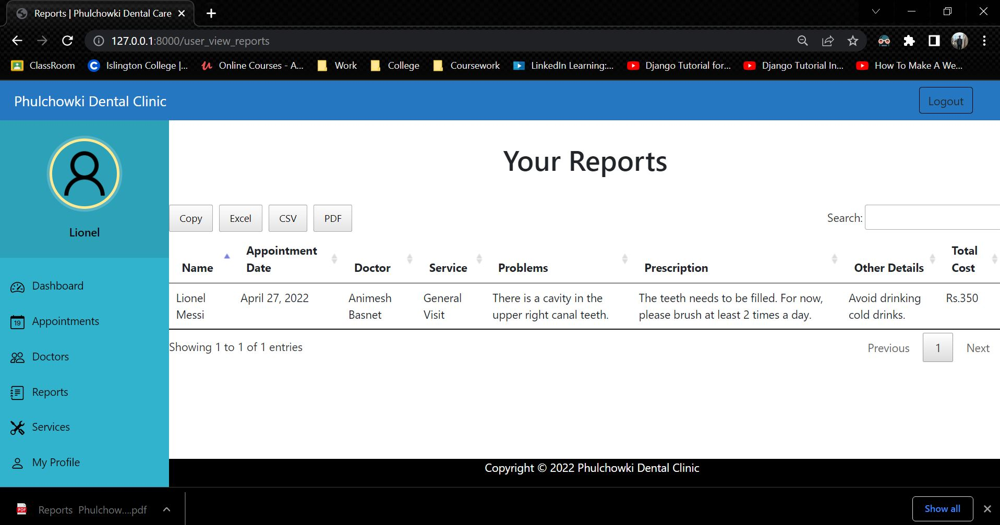 Reports | Phulchowki Dental Care
127.0.0.1:8000/user_view_reports
ClassRoom
Islington College |...
Online Courses - A...
Work
College
Coursework
LinkedIn Learning:...
Django Tutorial for...
Django Tutorial In...
How To Make A We...
Phulchowki Dental Clinic
Logout
Lionel
Dashboard
19
Appointments
Doctors
Reports
Services
My Profile
Your Reports
Copy
Excel
CSV
PDF
Search:
Name
Appointment
Date
Doctor
Service
Problems
Prescription
Other Details
Total
Cost
Lionel
Messi
April 27, 2022
Animesh
Basnet
General
Visit
There is a cavity in the
upper right canal teeth.
The teeth needs to be filled. For now,
please brush at least 2 times a day.
Avoid drinking
cold drinks.
Rs.350
Showing 1 to 1 of 1 entries
Previous
1
Next
Copyright © 2022 Phulchowki Dental Clinic
PDF
Reports Phulchow....pdf
Show all